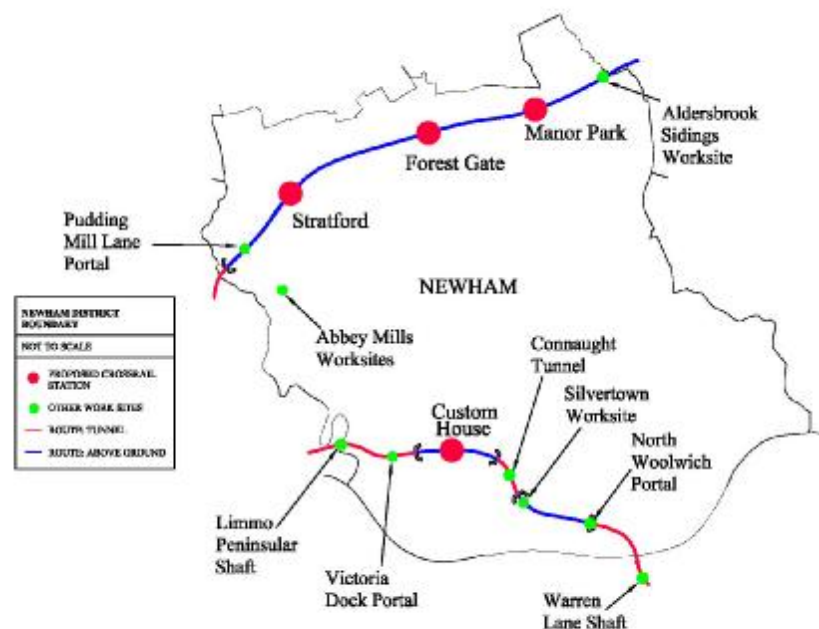 Aldersbrook
Sidings
Worksite
Manor Park
Forest Gate
Stratford
Pudding
Mill Lane
Portal
NEWHAM
Abbey Mills
Worksites
NEWHAM DISTRICT
BOUNDARY
NOT TO SCALE
PROPOSED CROSSRAIL
STATION
OTHER WORK SITES
ROUTE: TUNNEL
ROUTE: ABOVE GROUND
Connaught
Tunnel
Silvertown
Worksite
Custom
House
North
Woolwich
Portal
Limmo
Peninsular
Shaft
Victoria
Dock Portal
Warren
Lane Shaft